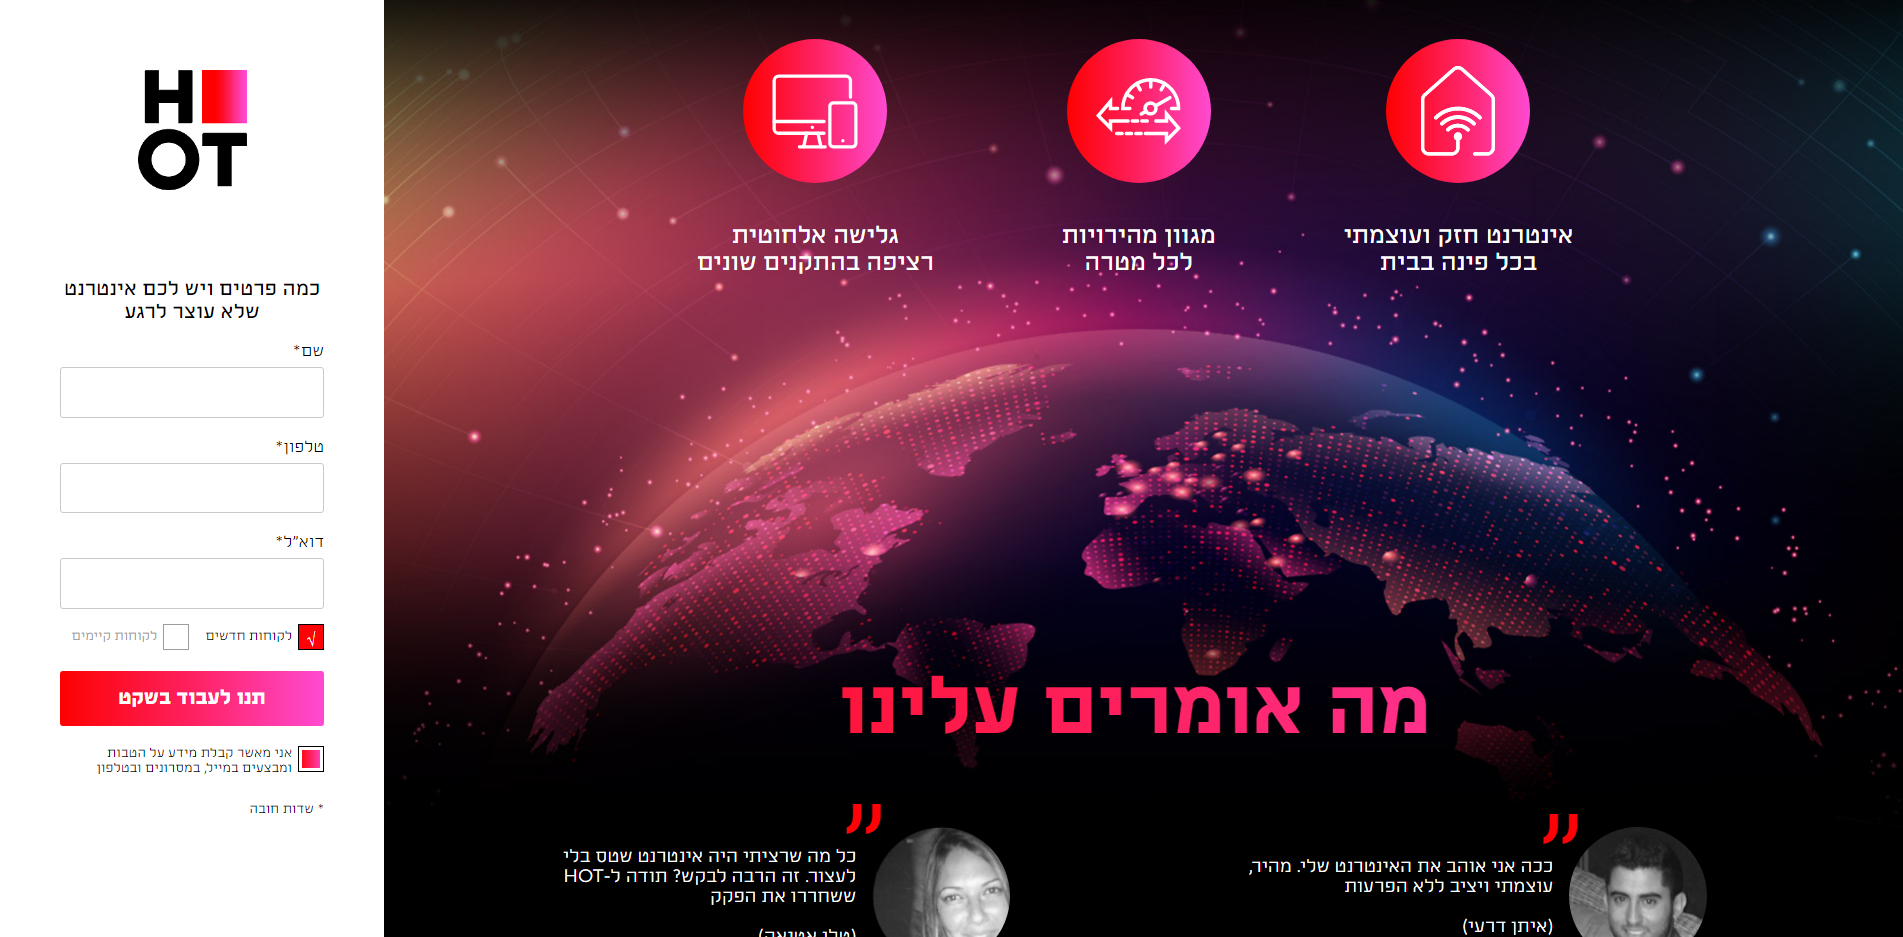 H
OT
כמה פרטים ויש לכם אינטרנט
שלא עוצר לרגע
שם*
טלפון*
דוא"ל*
לקוחות חדשים
לקוחות קיימים
תנו לעבוד בשקט
אני מאשר קבלת מידע על הטבות
ומבצעים במייל, במסרונים ובטלפון
* שדות חובה
אינטרנט חזק ועוצמתי
בכל פינה בבית
מגוון מהירויות
לכל מטרה
גלישה אלחוטית
רציפה בהתקנים שונים
מה אומרים עלינו
ככה אני אוהב את האינטרנט שלי. מהיר,
עוצמתי ויציב ללא הפרעות
(איתן דרעי)
כל מה שרציתי היה אינטרנט שטס בלי
לעצור. זה הרבה לבקש? תודה ל-HOT
ששחררו את הפקק